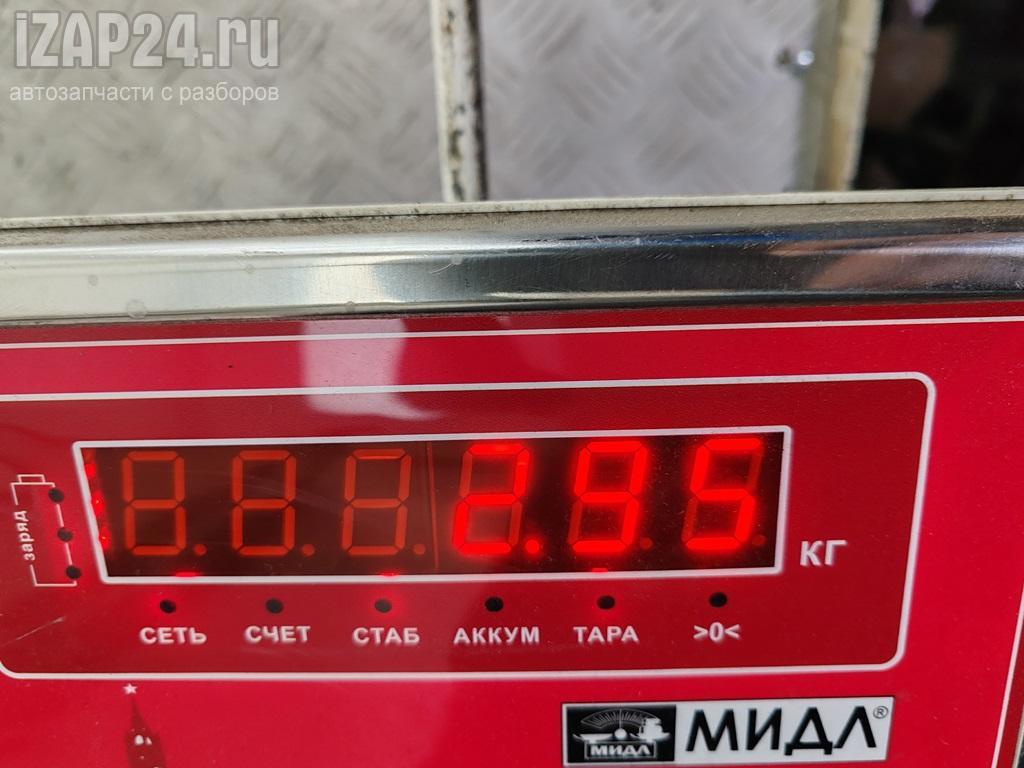 iZAP24.ru
автозапчасти с разборов
заряд
2.95
КГ
СЕТЬ СЧЕТ СТАБ АККУМ ТАРА >0<
МИДЛ МИДЛ®